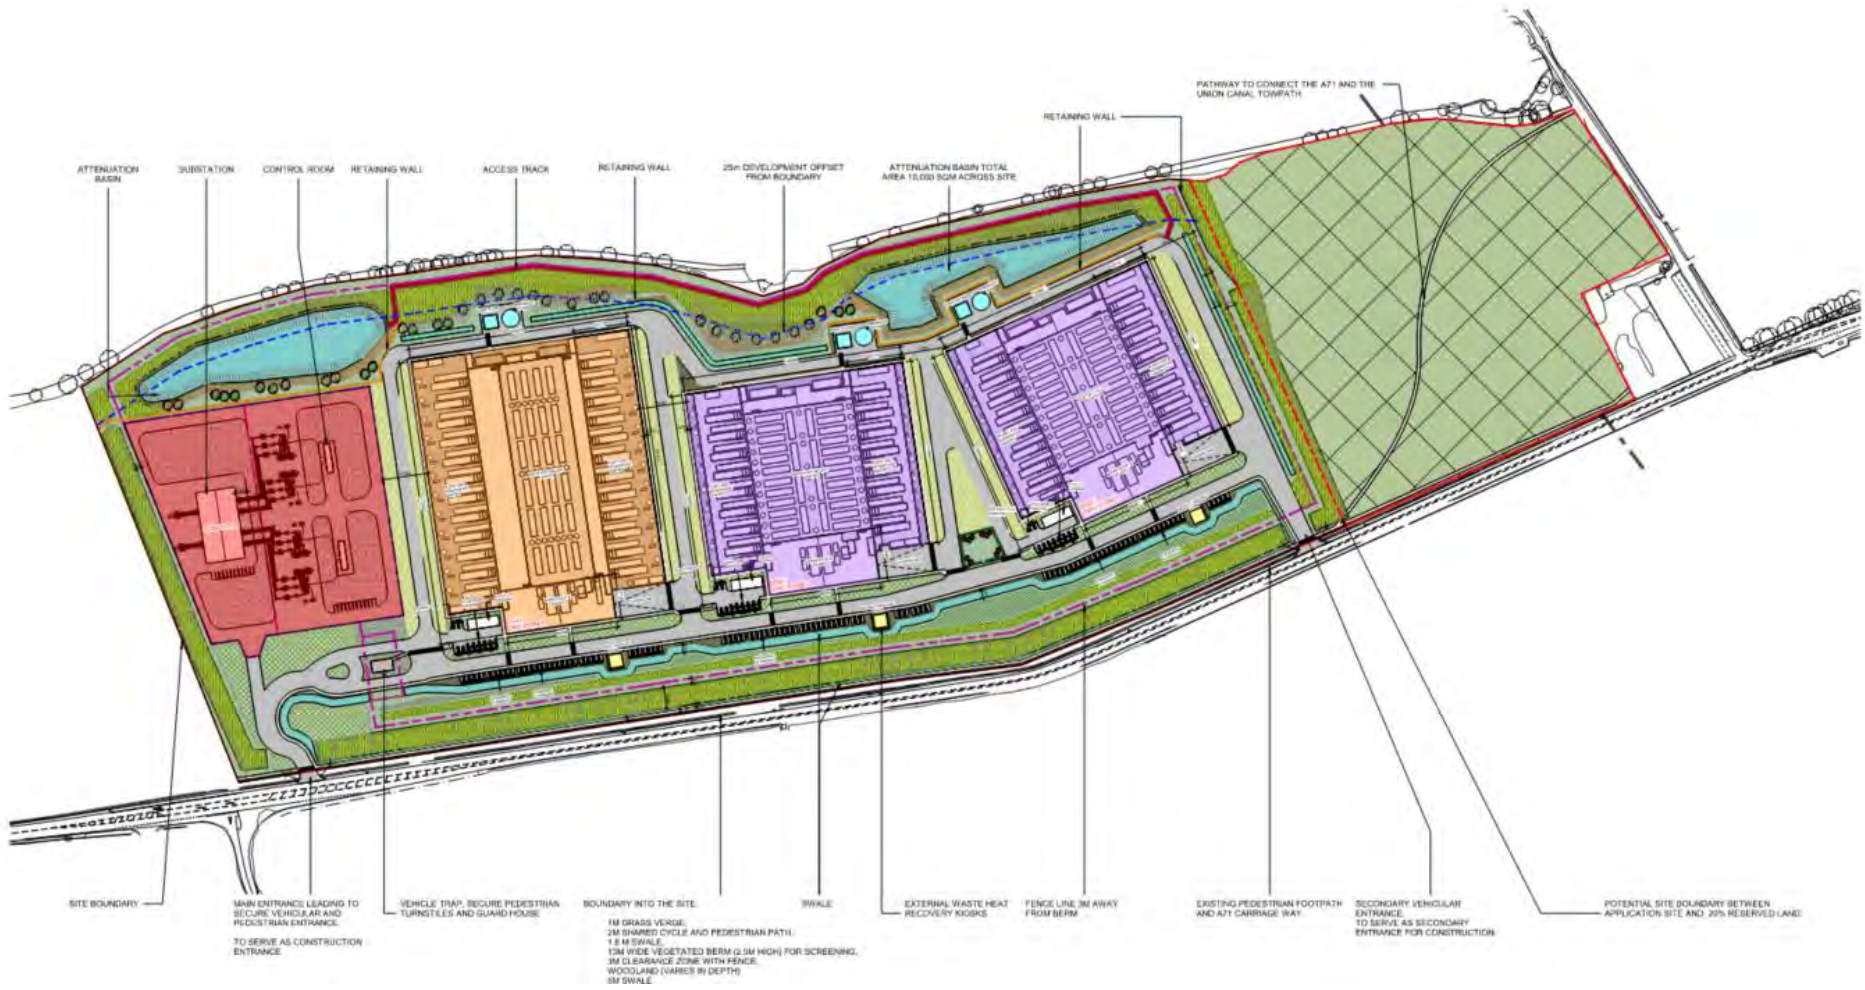 PATHWAY TO CONNECT THE A71 AND THE
UNION CANAL TOWPATH
RETAINING WALL
ATTENUATION
BASIN
SUBSTATION
CONTROL ROOM
RETAINING WALL
ACCESS TRACK
RETAINING WALL
25m DEVELOPMENT OFFSET
FROM BOUNDARY
ATTENUATION BASIN TOTAL
AREA 10,000 SQM ACROSS SITE
SITE BOUNDARY
MAIN ENTRANCE LEADING TO
SECURE VEHICULAR AND
PEDESTRIAN ENTRANCE.
TO SERVE AS CONSTRUCTION
ENTRANCE
VEHICLE TRAP, SECURE PEDESTRIAN
TURNSTILES AND GUARD HOUSE
BOUNDARY INTO THE SITE
1M GRASS VERGE.
2M SHARED CYCLE AND PEDESTRIAN PATH.
1.8 M SWALE.
13M WIDE VEGETATED BERM (2.5M HIGH) FOR SCREENING.
3M CLEARANCE ZONE WITH FENCE.
WOODLAND (VARIES IN DEPTH)
5M SWALE
SWALE
EXTERNAL WASTE HEAT
RECOVERY KIOSKS
FENCE LINE 3M AWAY
FROM BERM
EXISTING PEDESTRIAN FOOTPATH
AND A71 CARRIAGE WAY
SECONDARY VEHICULAR
ENTRANCE.
TO SERVE AS SECONDARY
ENTRANCE FOR CONSTRUCTION.
POTENTIAL SITE BOUNDARY BETWEEN
APPLICATION SITE AND 20% RESERVED LAND